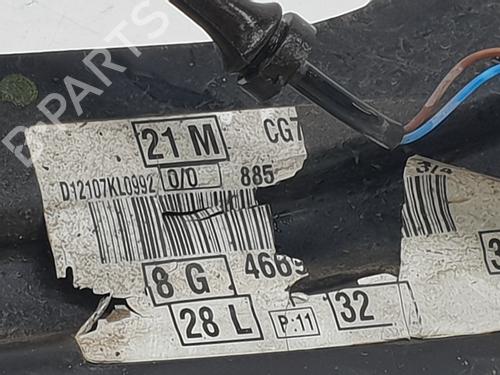 B-PARTS
21 M CG7
D12107KL0992 0/0 885
8 G 4669
28 L P:11 32